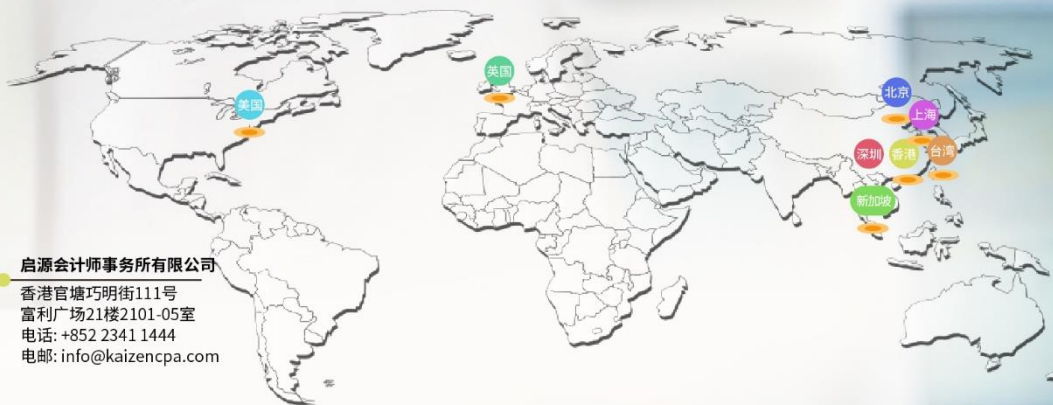 英国
美国
北京
上海
深圳
香港
台湾
新加坡
启源会计师事务所有限公司
香港官塘巧明街111号
富利广场21楼2101-05室
电话: +852 2341 1444
电邮: info@kaizencpa.com